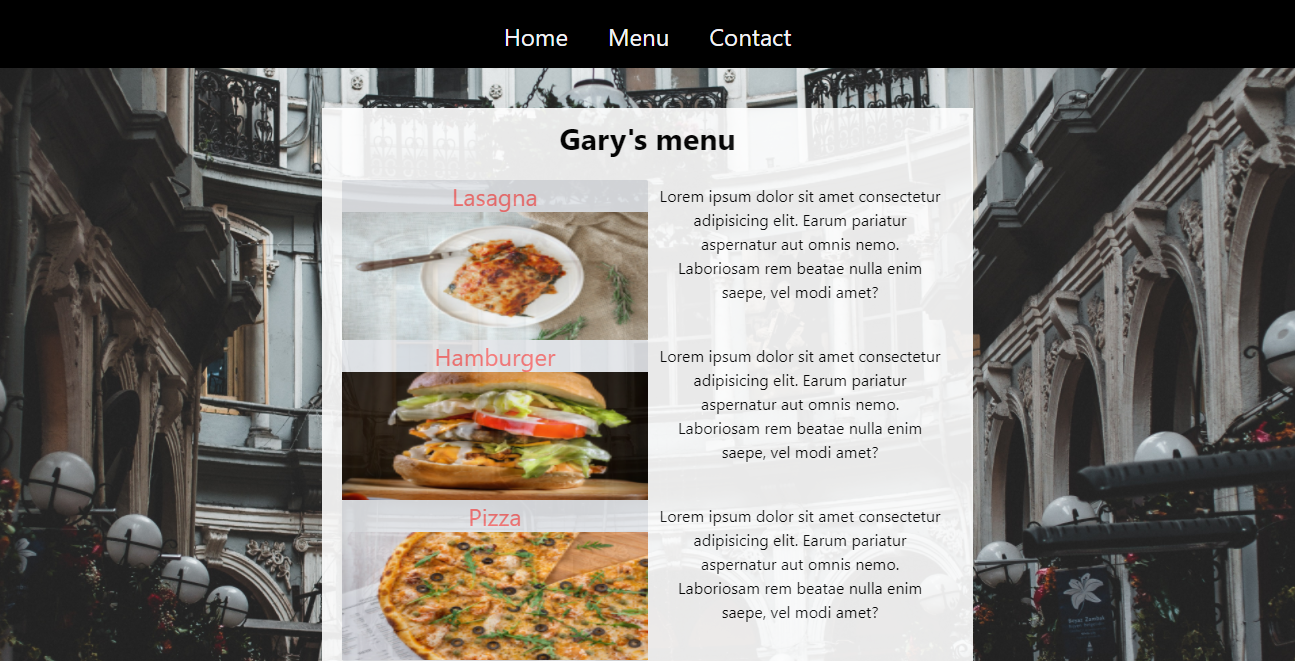 Home Menu Contact
Gary's menu
Lasagna
Lorem ipsum dolor sit amet consectetur
adipisicing elit. Earum pariatur
aspernatur aut omnis nemo.
Laboriosam rem beatae nulla enim
saepe, vel modi amet?
Hamburger
Lorem ipsum dolor sit amet consectetur
adipisicing elit. Earum pariatur
aspernatur aut omnis nemo.
Laboriosam rem beatae nulla enim
saepe, vel modi amet?
Pizza
Lorem ipsum dolor sit amet consectetur
adipisicing elit. Earum pariatur
aspernatur aut omnis nemo.
Laboriosam rem beatae nulla enim
saepe, vel modi amet?